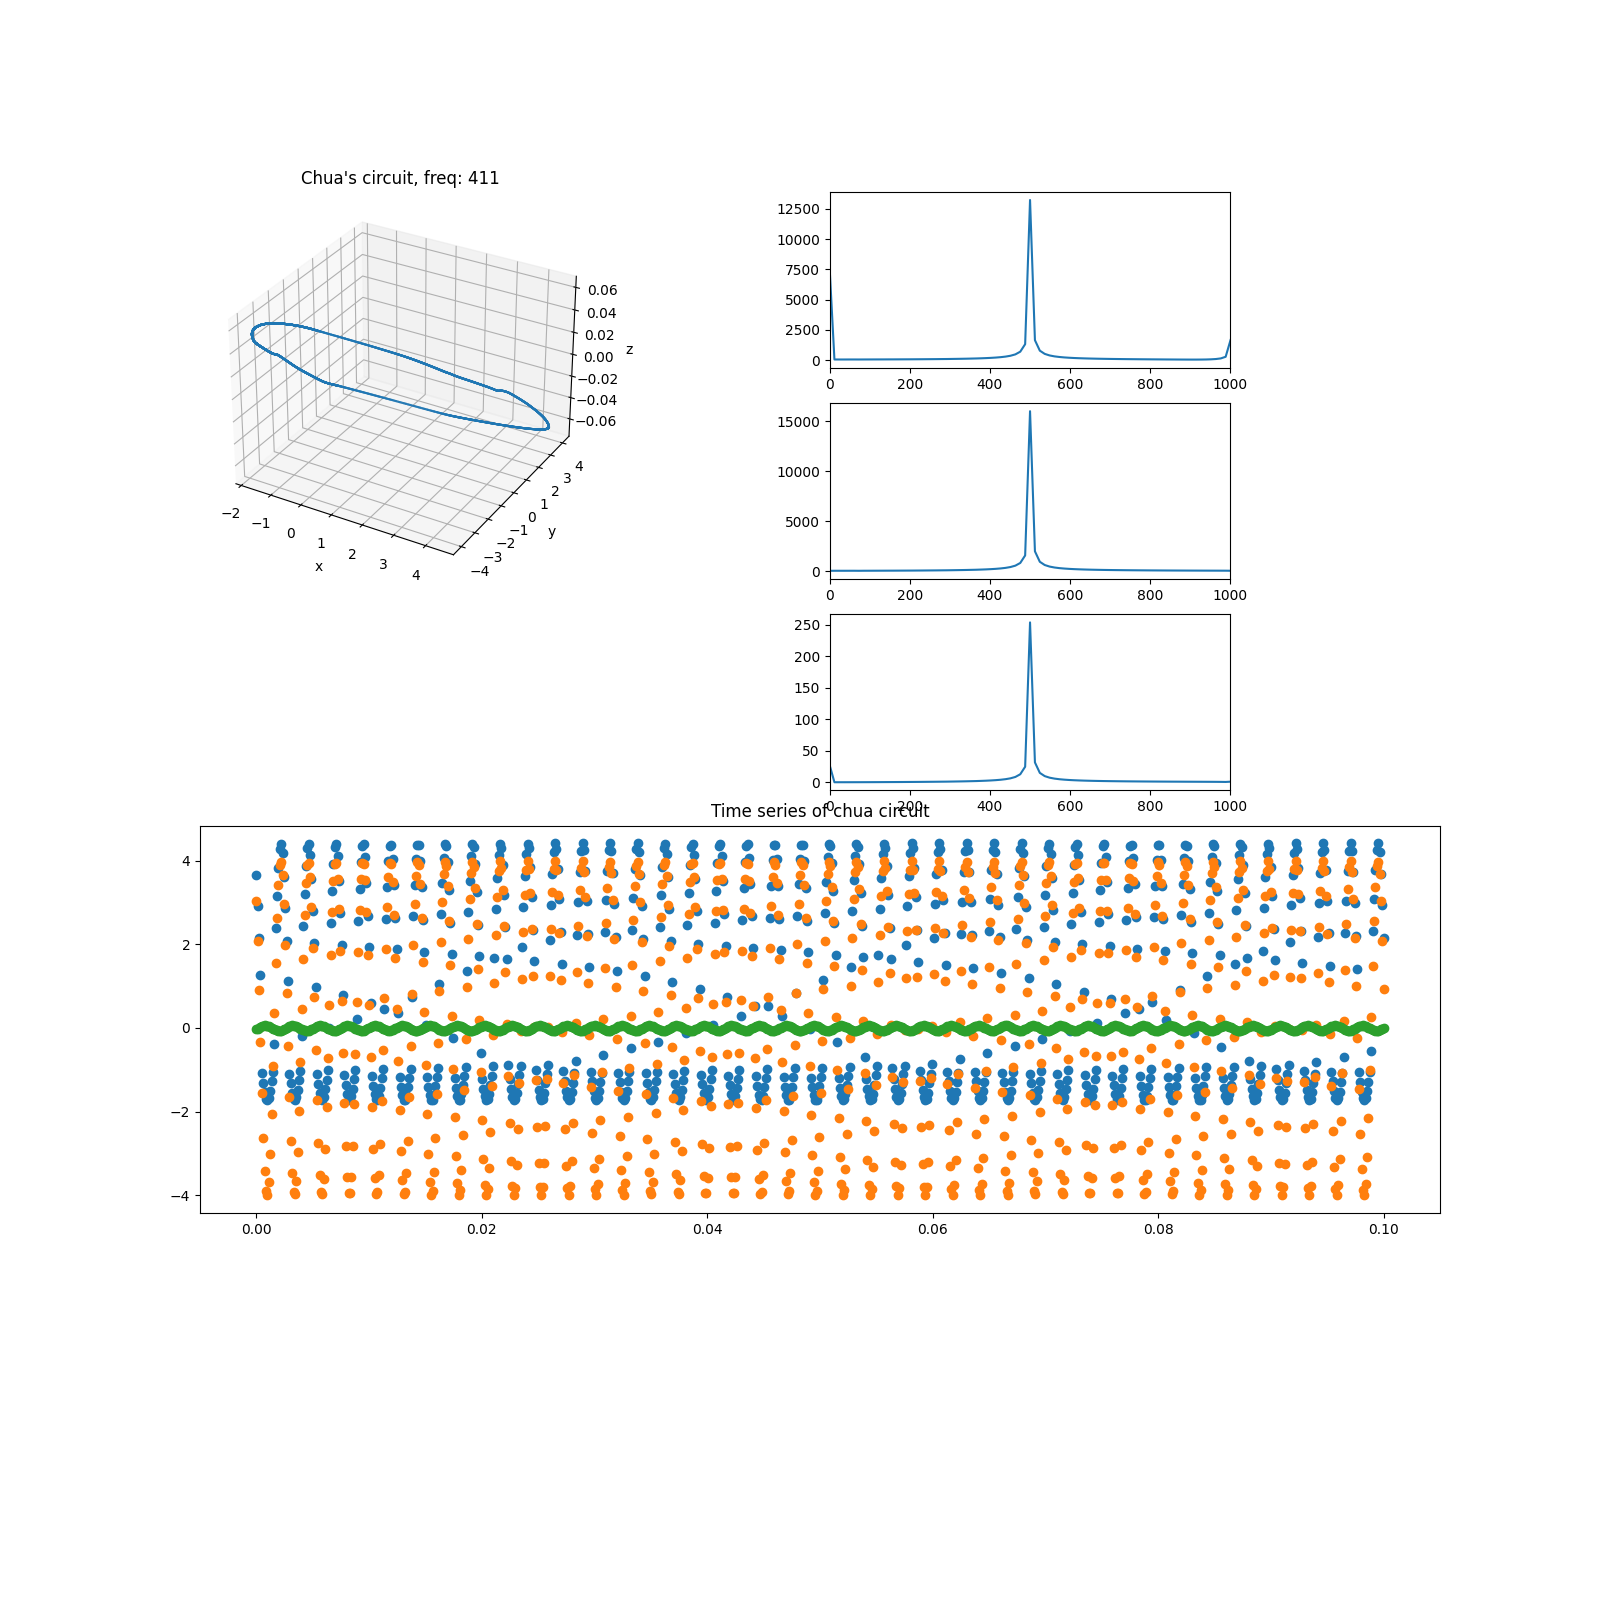 Chua's circuit, freq: 411
0.06
0.04
0.02
0.00
−0.02
−0.04
−0.06
z
−2 −1 0 1 2 3 4
x
−4 −3 −2 −1 0 1 2 3 4
y
12500
10000
7500
5000
2500
0
0 200 400 600 800 1000
15000
10000
5000
0
0 200 400 600 800 1000
250
200
150
100
50
0
0 200 400 600 800 1000
Time series of chua circuit
4
2
0
−2
−4
0.00 0.02 0.04 0.06 0.08 0.10